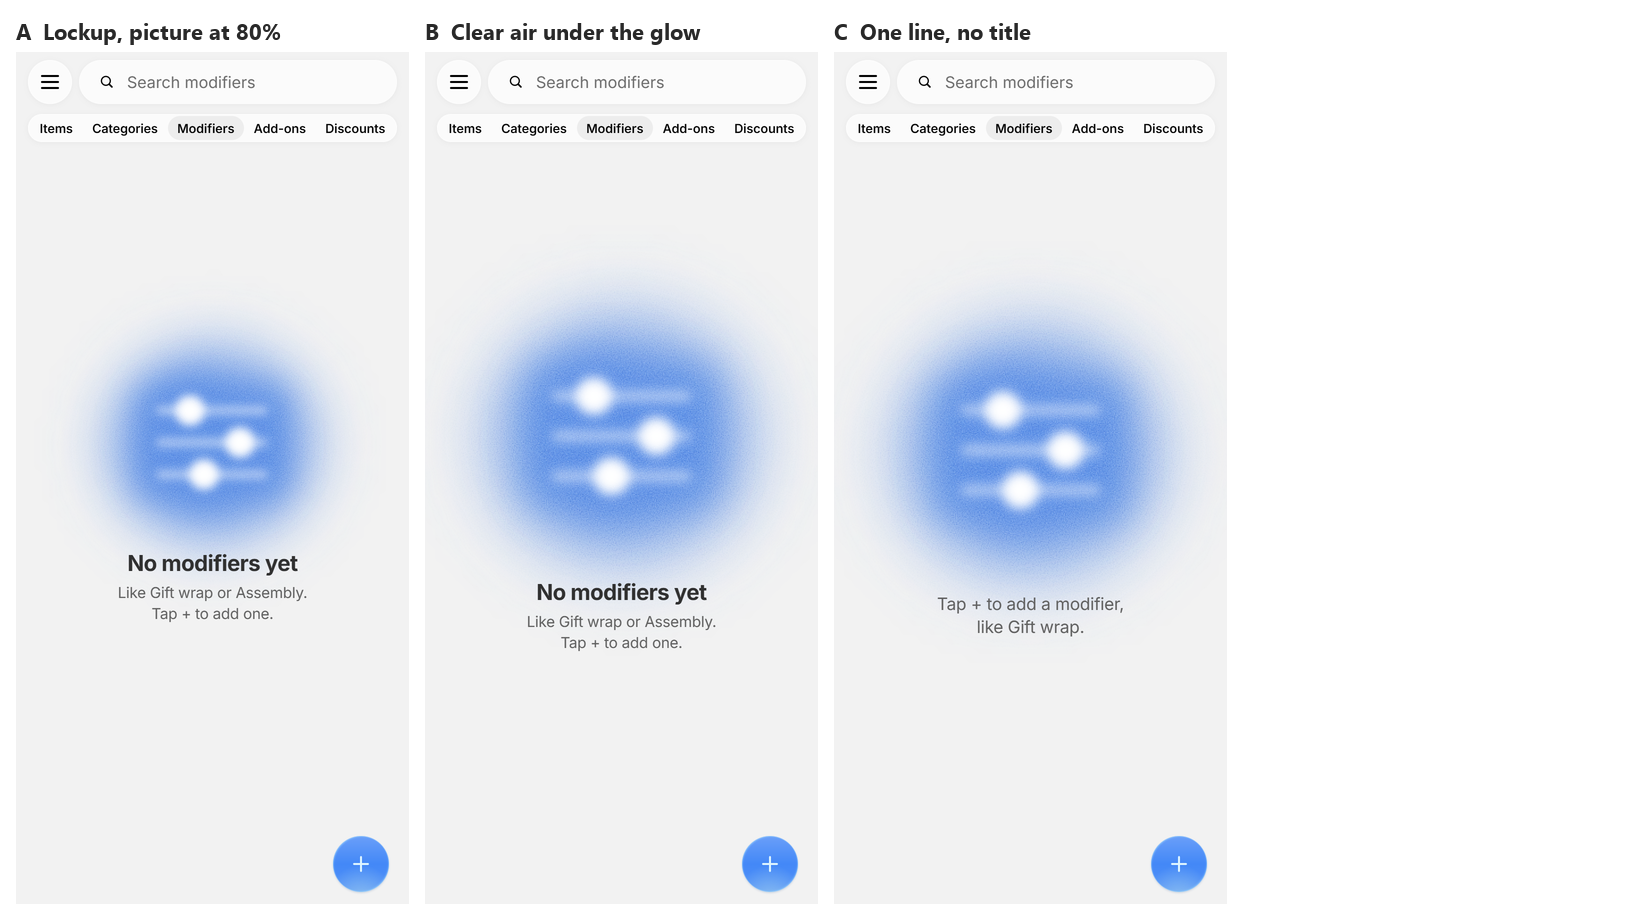 A Lockup, picture at 80%
Search modifiers
Items Categories Modifiers Add-ons Discounts
No modifiers yet
Like Gift wrap or Assembly.
Tap + to add one.
B Clear air under the glow
Search modifiers
Items Categories Modifiers Add-ons Discounts
No modifiers yet
Like Gift wrap or Assembly.
Tap + to add one.
C One line, no title
Search modifiers
Items Categories Modifiers Add-ons Discounts
Tap + to add a modifier,
like Gift wrap.